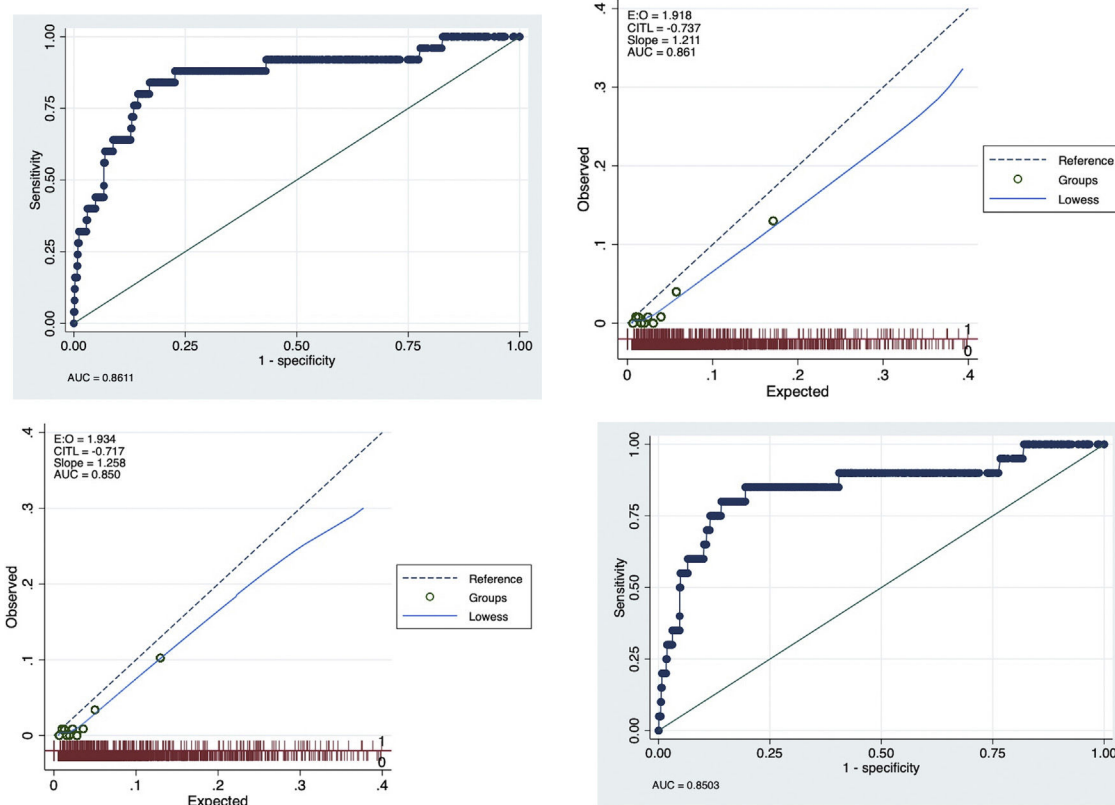 1.00
0.75
0.50
0.25
0.00
Sensitivity
0.00 0.25 0.50 0.75 1.00
1 - specificity
AUC = 0.8611
E:O = 1.918
CITL = -0.737
Slope = 1.211
AUC = 0.861
.4
.3
.2
.1
0
Observed
1
0
0 .1 .2 .3 .4
Expected
Reference
Groups
Lowess
E:O = 1.934
CITL = -0.717
Slope = 1.258
AUC = 0.850
.4
.3
.2
.1
0
Observed
1
0
0 .1 .2 .3 .4
Expected
Reference
Groups
Lowess
1.00
0.75
0.50
0.25
0.00
Sensitivity
0.00 0.25 0.50 0.75 1.00
1 - specificity
AUC = 0.8503